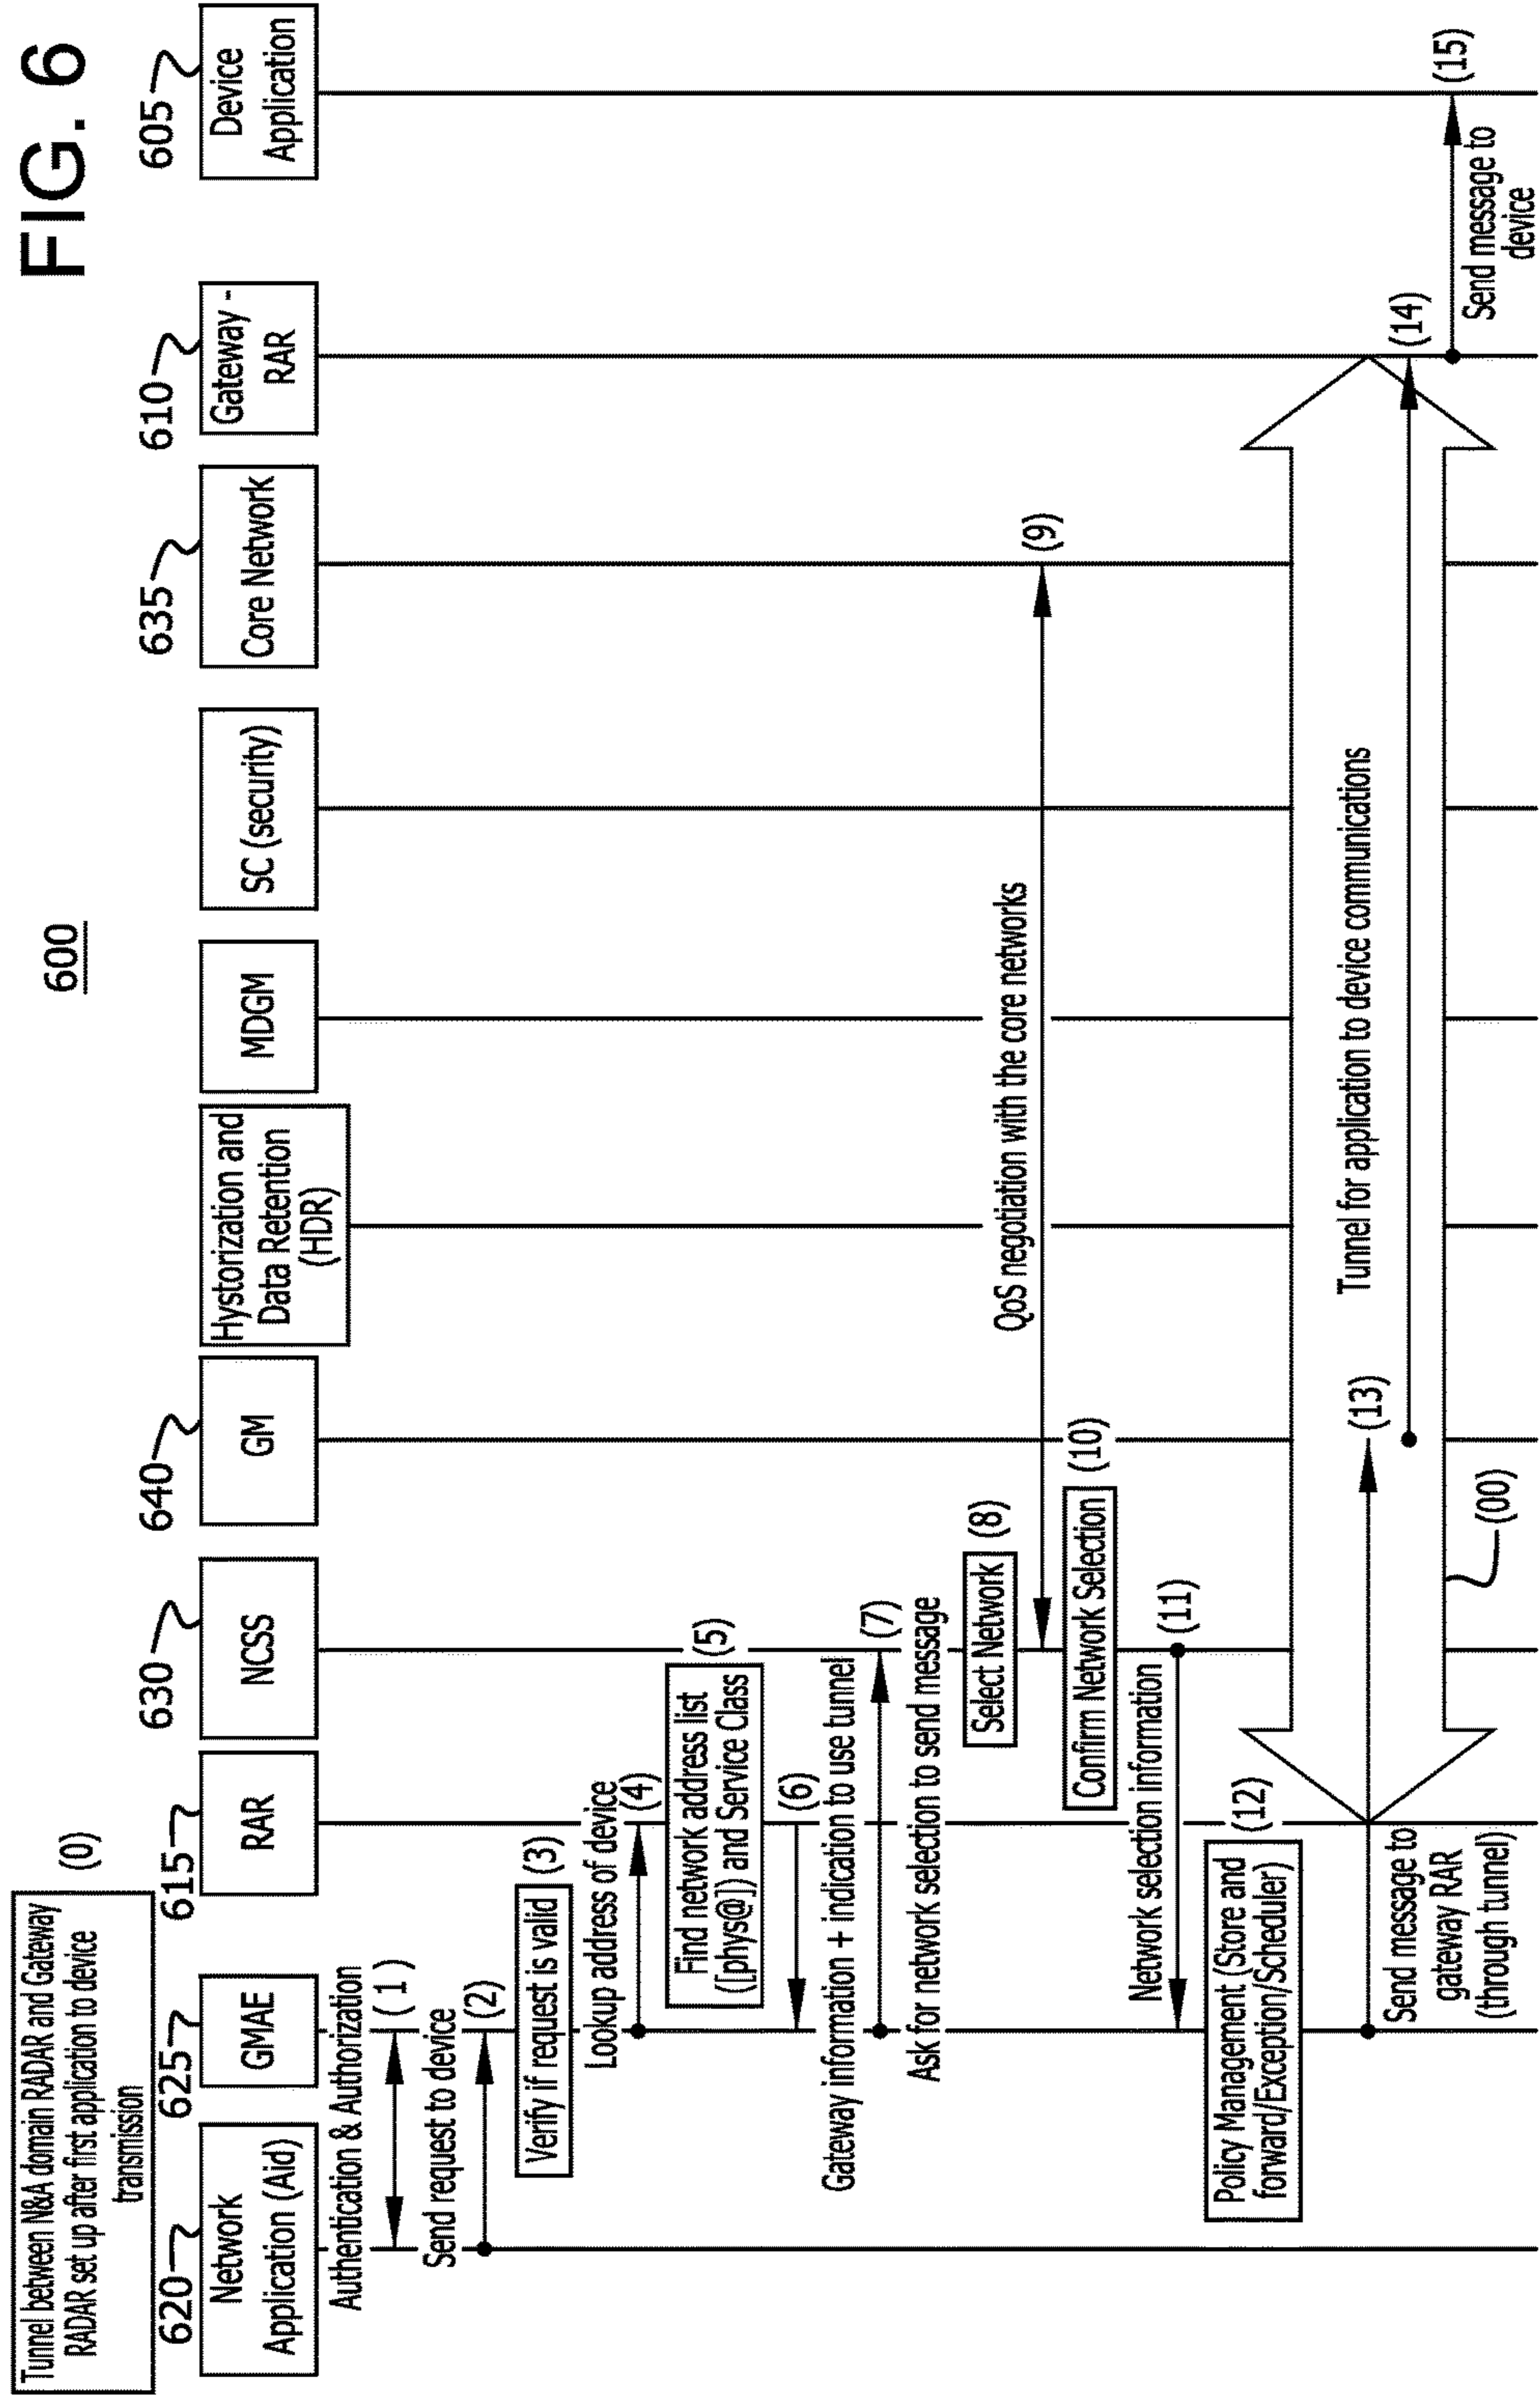 FIG. 6
600
Tunnel between N&A domain RADAR and Gateway
RADAR set up after first application to device
transmission
(0)
620
Network
Application (Aid)
625
GMAE
615
RAR
630
NCSS
640
GM
Hystorization and
Data Retention
(HDR)
MDGM
SC (security)
635
Core Network
610
Gateway -
RAR
605
Device
Application
Authentication & Authorization
(1)
Send request to device
(2)
Verify if request is valid
(3)
Lookup address of device
(4)
Find network address list
([phys@]) and Service Class
(5)
(6)
Gateway information + indication to use tunnel
(7)
Ask for network selection to send message
Select Network
(8)
QoS negotiation with the core networks
(9)
Confirm Network Selection
(10)
Network selection information
(11)
Policy Management (Store and
forward/Exception/Scheduler)
(12)
Tunnel for application to device communications
(13)
Send message to
gateway RAR
(through tunnel)
(14)
(00)
(15)
Send message to
device